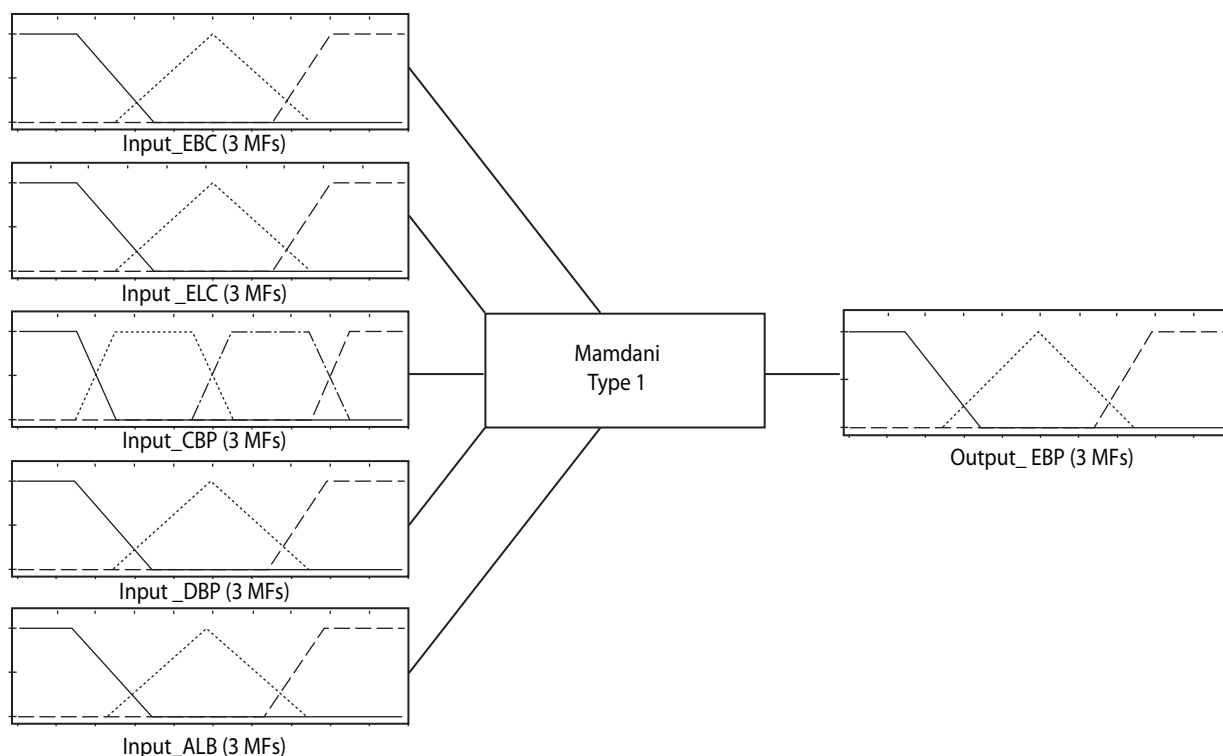 Input_EBC (3 MFs)
Input _ELC (3 MFs)
Input_CBP (3 MFs)
Input _DBP (3 MFs)
Input_ALB (3 MFs)
Mamdani
Type 1
Output_ EBP (3 MFs)